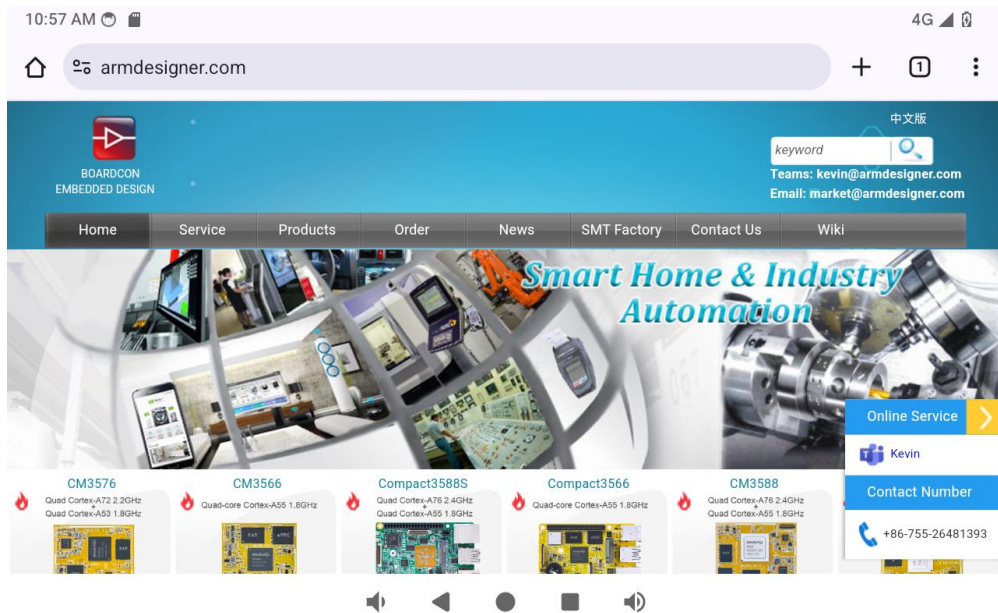 10:57 AM
4G
armdesigner.com
1
中文版
keyword
BOARDCON
EMBEDDED DESIGN
Teams: kevin@armdesigner.com
Email: market@armdesigner.com
Home Service Products Order News SMT Factory Contact Us Wiki
Smart Home & Industry
Automation
Online Service
Kevin
Contact Number
+86-755-26481393
CM3576
Quad Cortex-A72 2.2GHz
+
Quad Cortex-A53 1.8GHz
CM3566
Quad-core Cortex-A55 1.8GHz
Compact3588S
Quad Cortex-A76 2.4GHz
+
Quad Cortex-A55 1.8GHz
Compact3566
Quad-core Cortex-A55 1.8GHz
CM3588
Quad Cortex-A76 2.4GHz
+
Quad Cortex-A55 1.8GHz